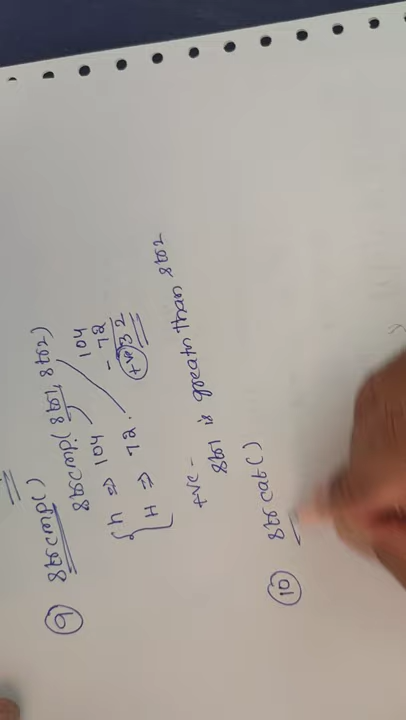 9 strcmp()
strcmp(str1, str2)
h => 104 104
H => 72. - 72
+ve 32
+ve -
str1 is greater than str2
10 strcat()